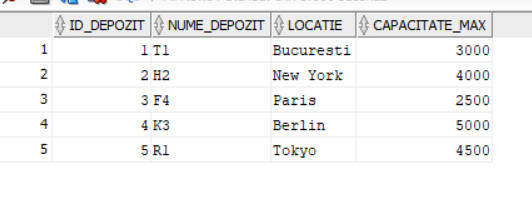 ID_DEPOZIT NUME_DEPOZIT LOCATIE CAPACITATE_MAX
1 1 T1 Bucuresti 3000
2 2 H2 New York 4000
3 3 F4 Paris 2500
4 4 K3 Berlin 5000
5 5 R1 Tokyo 4500